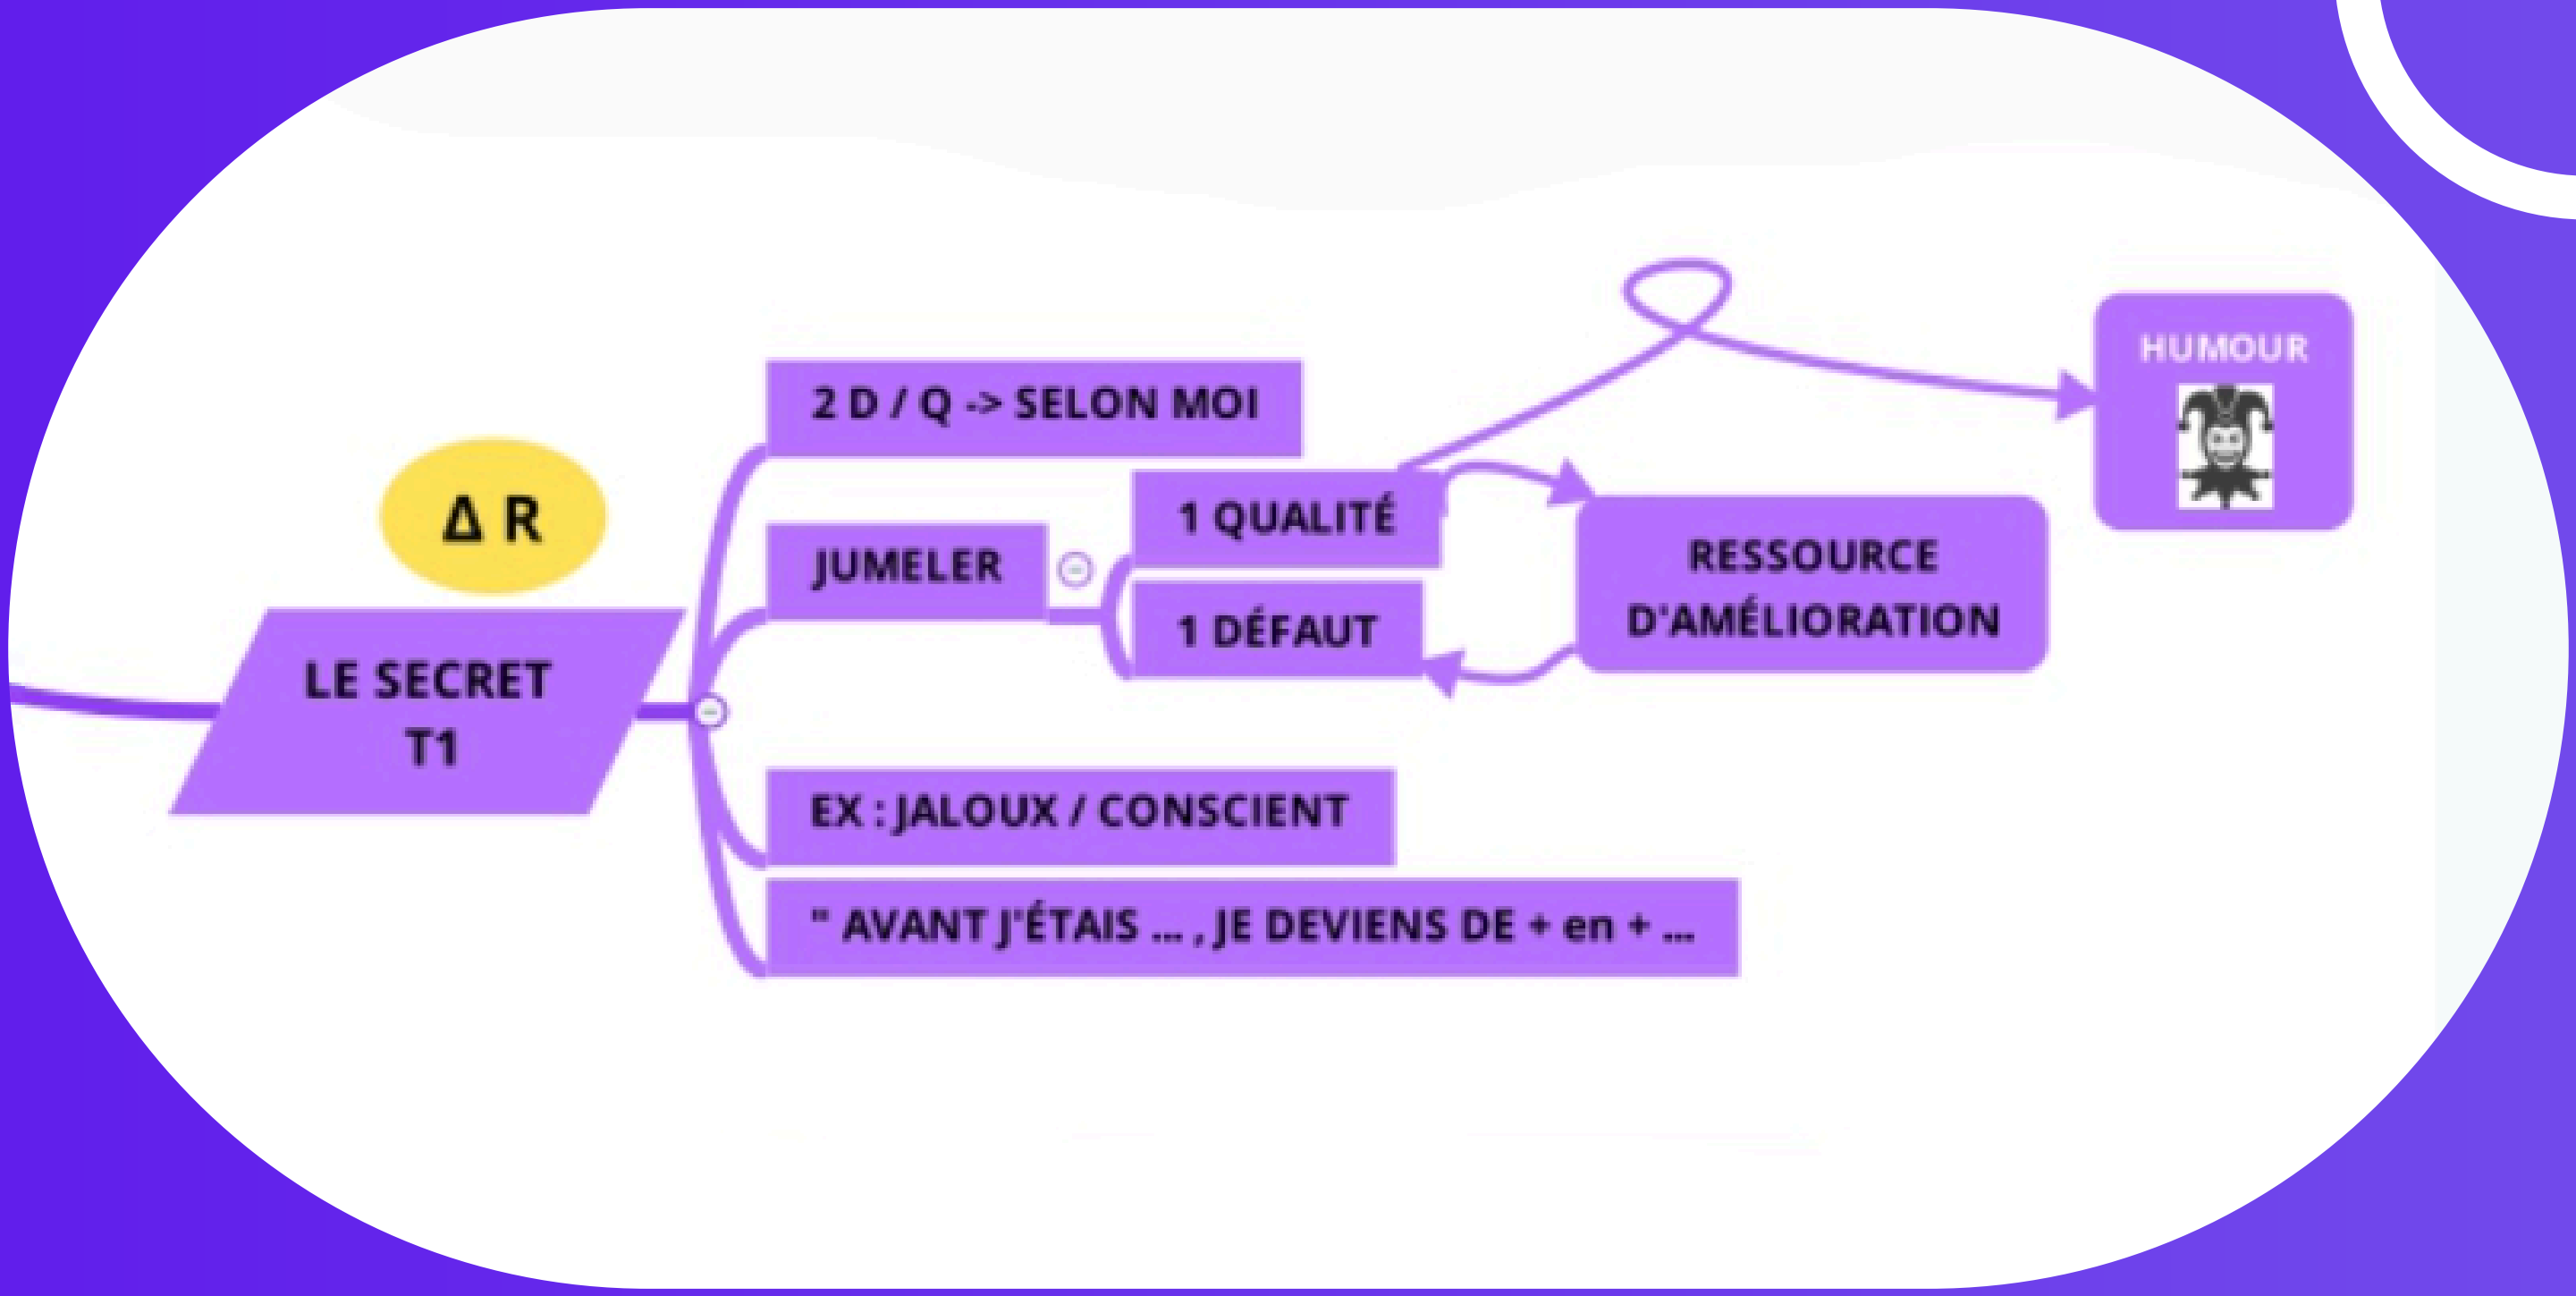 Δ R
LE SECRET
T1
2 D / Q -> SELON MOI
JUMELER
1 QUALITÉ
1 DÉFAUT
RESSOURCE
D'AMÉLIORATION
HUMOUR
EX : JALOUX / CONSCIENT
" AVANT J'ÉTAIS ... , JE DEVIENS DE + en + ...